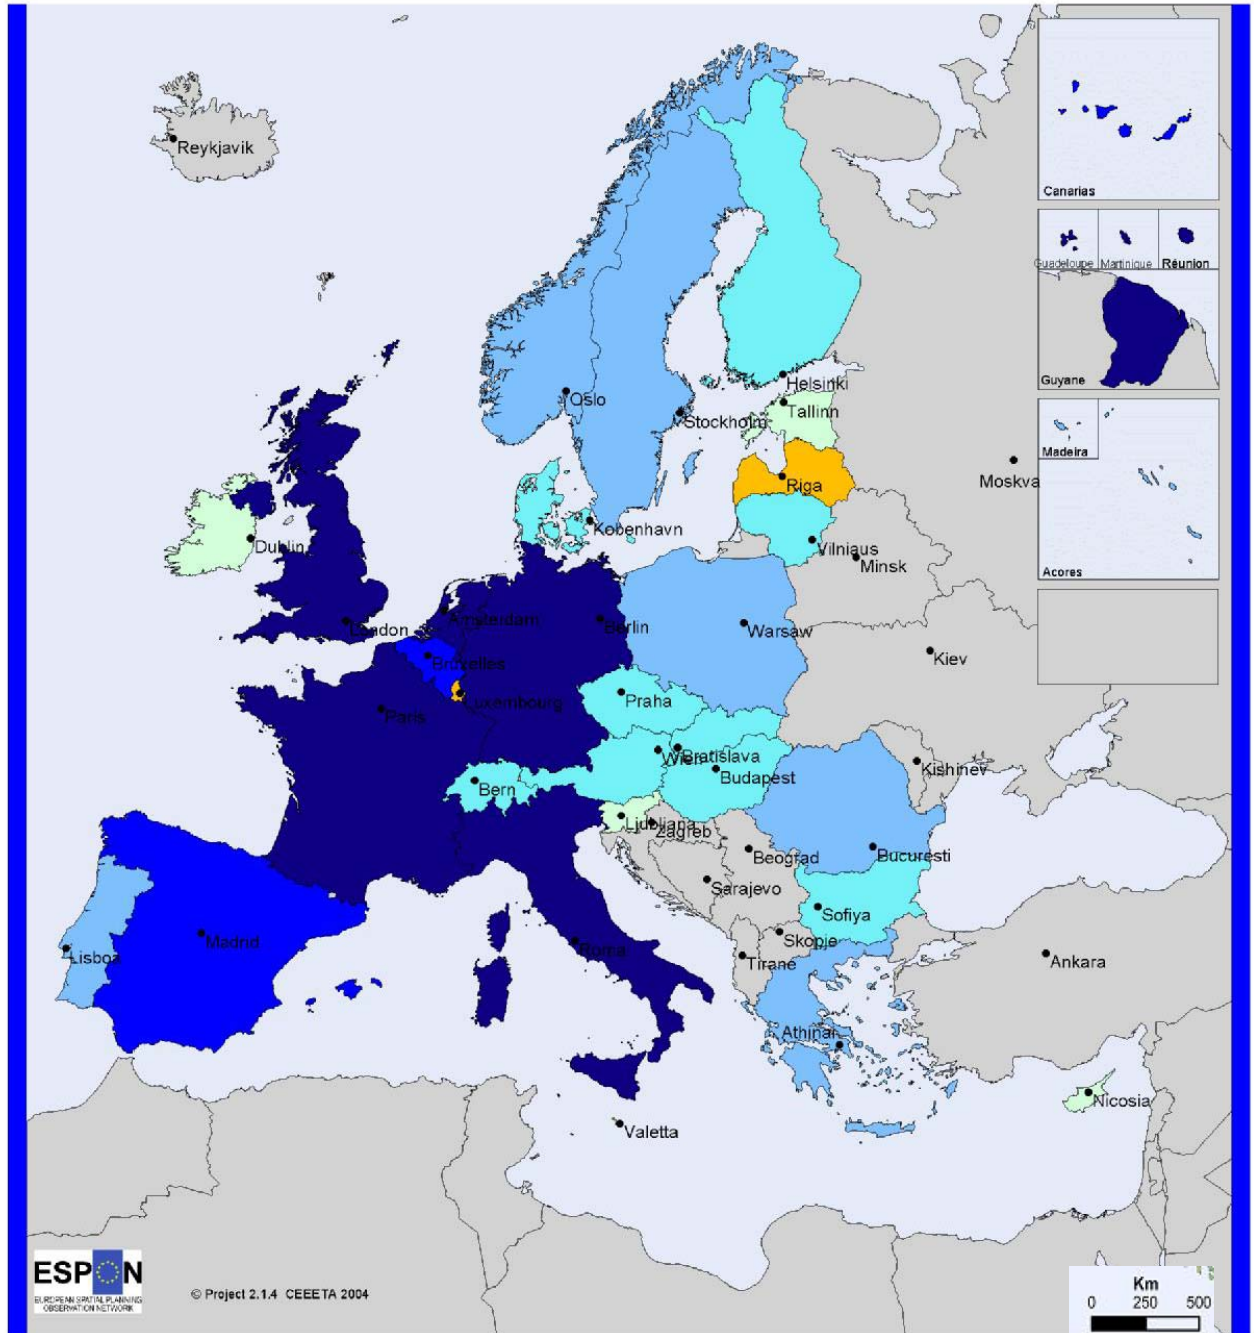 Reykjavik
Canarias
Guadeloupe
Martinique
Réunion
Guyane
Oslo
Helsinki
Stockholm
Tallinn
Madeira
Riga
Moskva
Kobenhavn
Dublin
Vilniaus
Minsk
Acores
London
Amsterdam
Berlin
Warsaw
Bruxelles
Kiev
Luxembourg
Paris
Praha
Wien
Bratislava
Budapest
Kishinev
Bern
Ljubljana
Zagreb
Beograd
Bucuresti
Sarajevo
Sofiya
Madrid
Skopje
Roma
Lisboa
Tirane
Ankara
Athinai
Nicosia
Valetta
ESPON
EUROPEAN SPATIAL PLANNING
OBSERVATION NETWORK
© Project 2.1.4 CEEETA 2004
Km
0 250 500